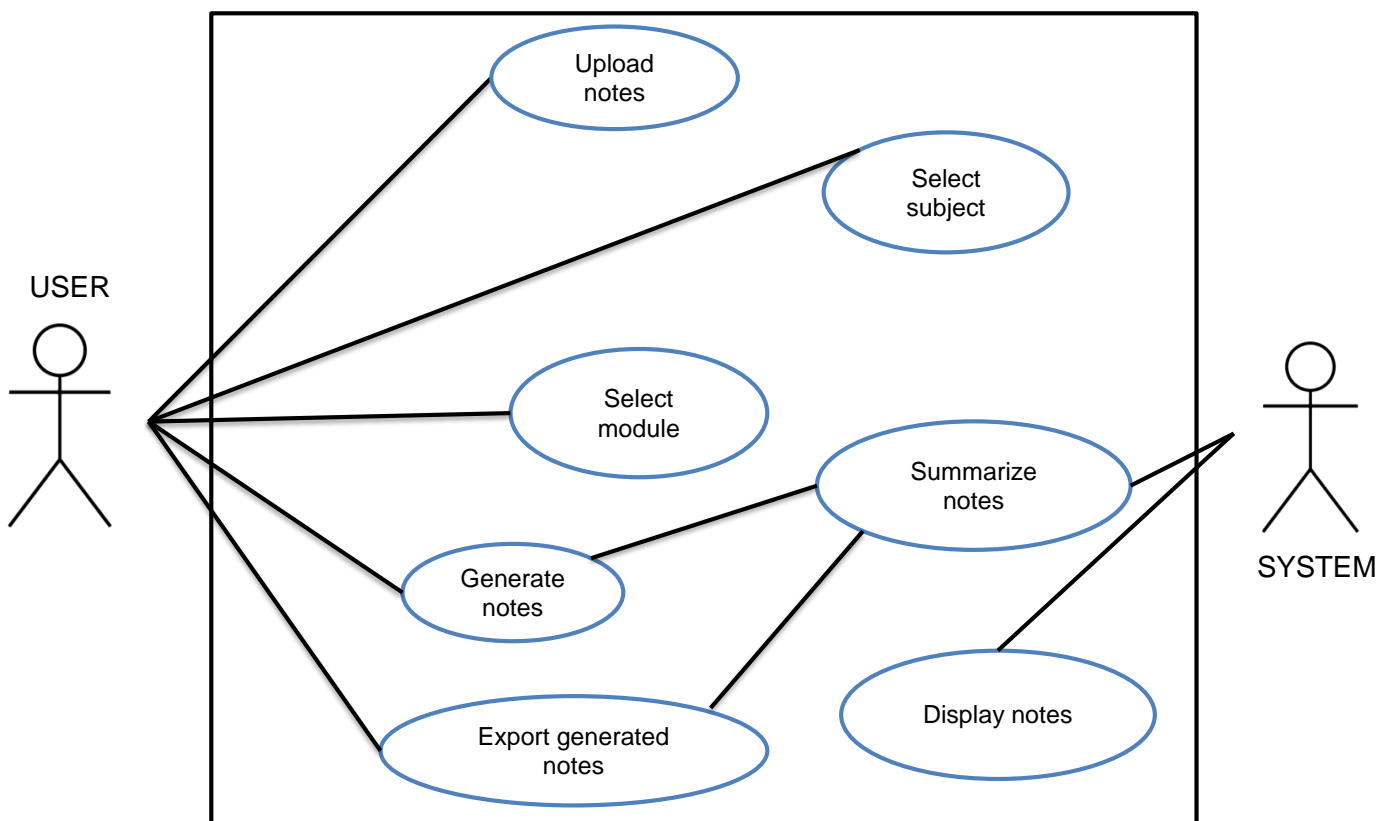 Upload
notes
Select
subject
USER
Select
module
Summarize
notes
SYSTEM
Generate
notes
Display notes
Export generated
notes